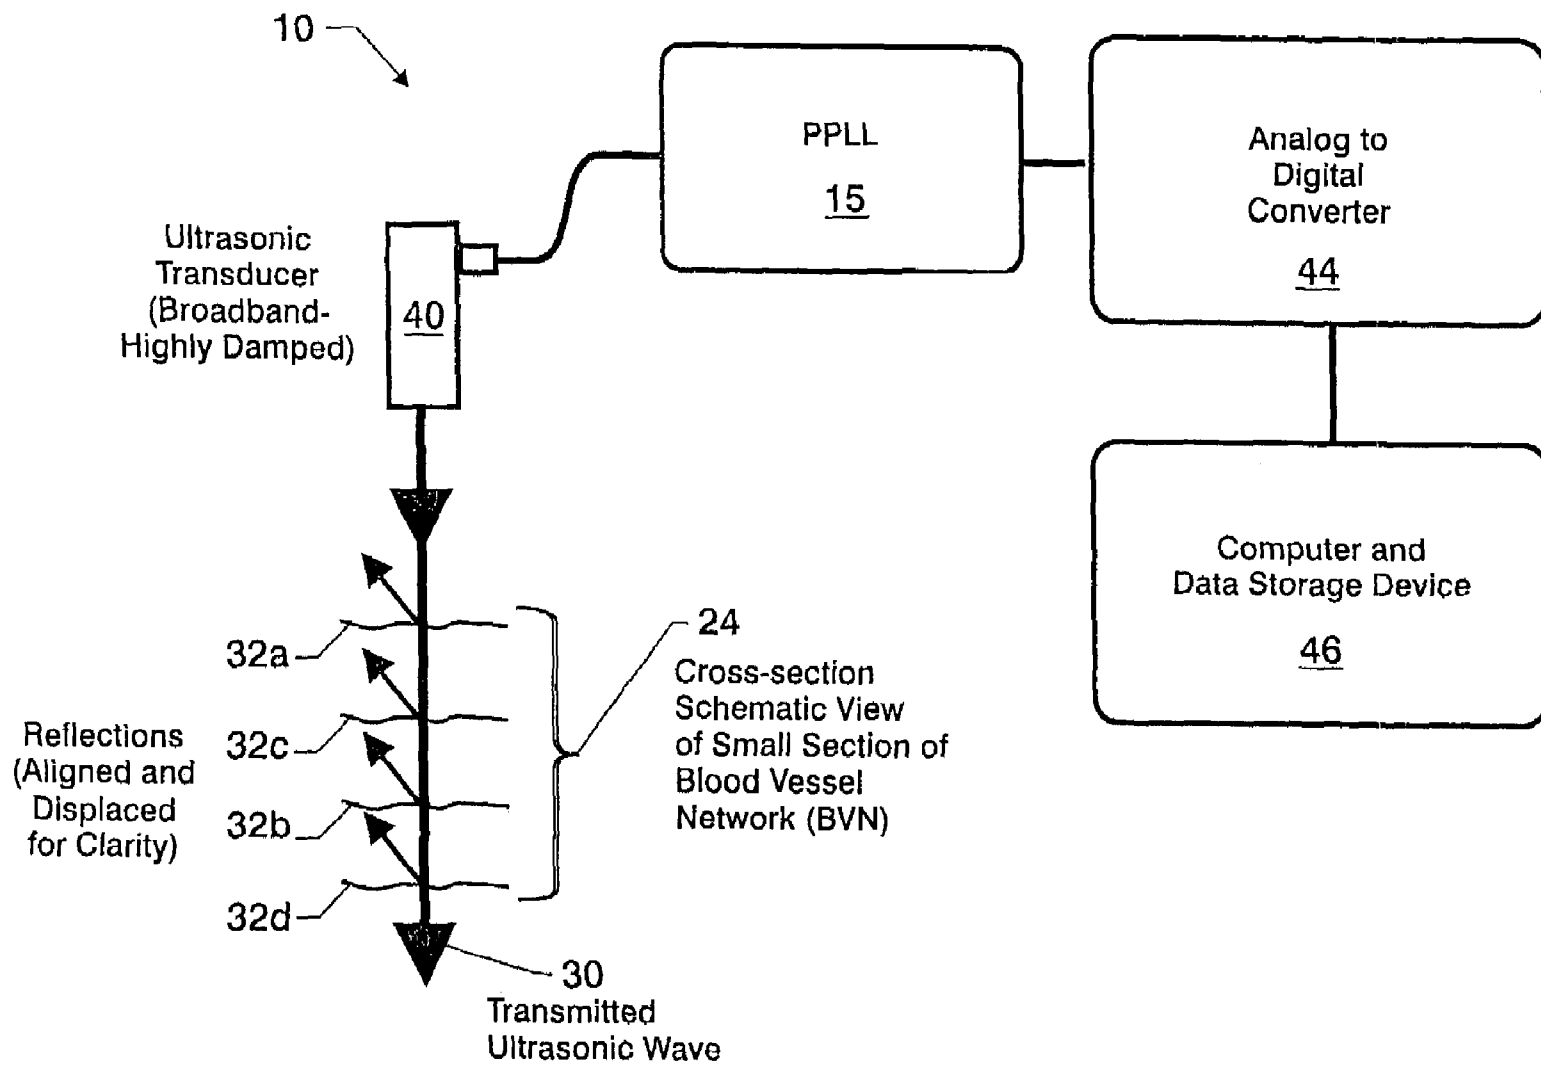 10
PPLL
15
Analog to
Digital
Converter
44
Ultrasonic
Transducer
(Broadband-
Highly Damped)
40
Computer and
Data Storage Device
46
32a
32c
32b
32d
24
Cross-section
Schematic View
of Small Section of
Blood Vessel
Network (BVN)
Reflections
(Aligned and
Displaced
for Clarity)
30
Transmitted
Ultrasonic Wave